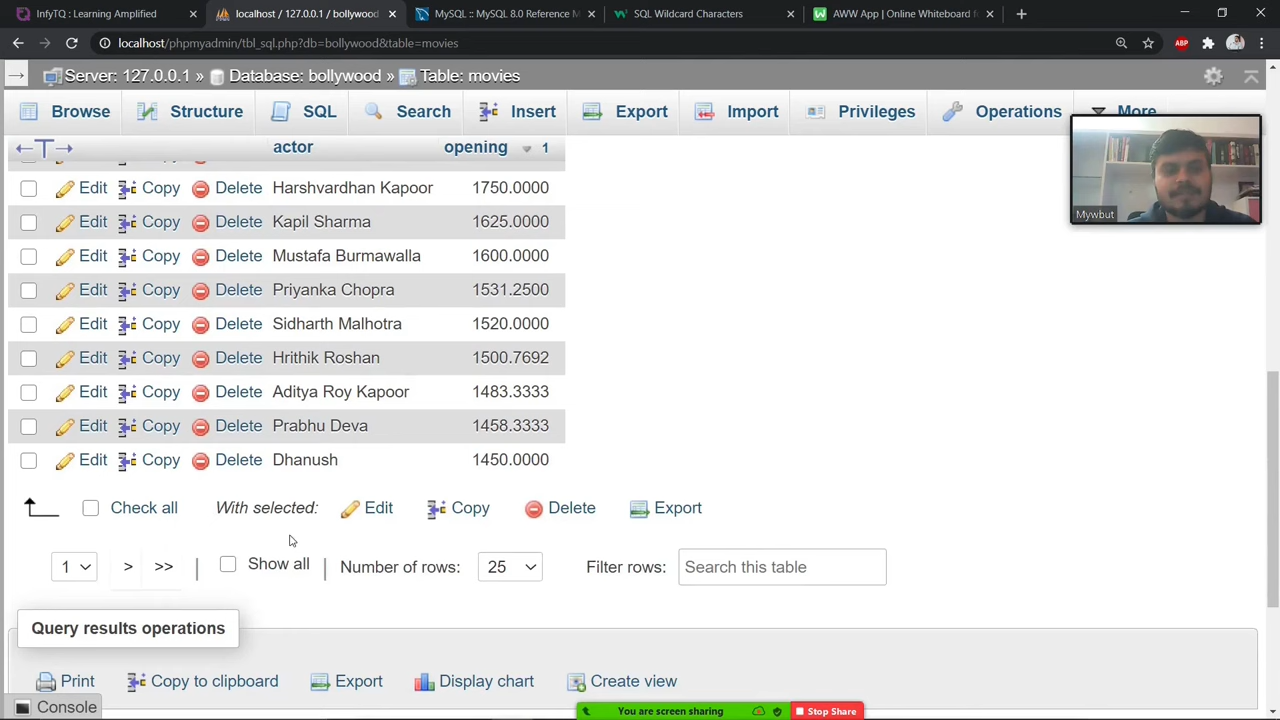 InfyTQ : Learning Amplified
localhost / 127.0.0.1 / bollywood
MySQL :: MySQL 8.0 Reference M
SQL Wildcard Characters
AWW App | Online Whiteboard f
localhost/phpmyadmin/tbl_sql.php?db=bollywood&table=movies
ABP
Server: 127.0.0.1 » Database: bollywood » Table: movies
Browse Structure SQL Search Insert Export Import Privileges Operations More
actor opening 1
Edit Copy Delete Harshvardhan Kapoor 1750.0000
Edit Copy Delete Kapil Sharma 1625.0000
Edit Copy Delete Mustafa Burmawalla 1600.0000
Edit Copy Delete Priyanka Chopra 1531.2500
Edit Copy Delete Sidharth Malhotra 1520.0000
Edit Copy Delete Hrithik Roshan 1500.7692
Edit Copy Delete Aditya Roy Kapoor 1483.3333
Edit Copy Delete Prabhu Deva 1458.3333
Edit Copy Delete Dhanush 1450.0000
Mywbut
Check all With selected: Edit Copy Delete Export
1 > >> | Show all | Number of rows: 25 Filter rows: Search this table
Query results operations
Print Copy to clipboard Export Display chart Create view
Console
You are screen sharing Stop Share